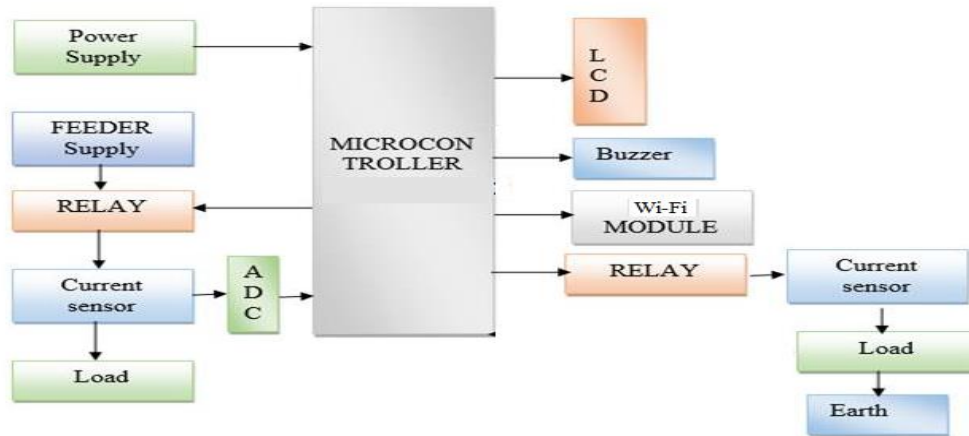 Power
Supply
FEEDER
Supply
RELAY
Current
sensor
Load
A
D
C
MICROCON
TROLLER
L
C
D
Buzzer
Wi-Fi
MODULE
RELAY
Current
sensor
Load
Earth